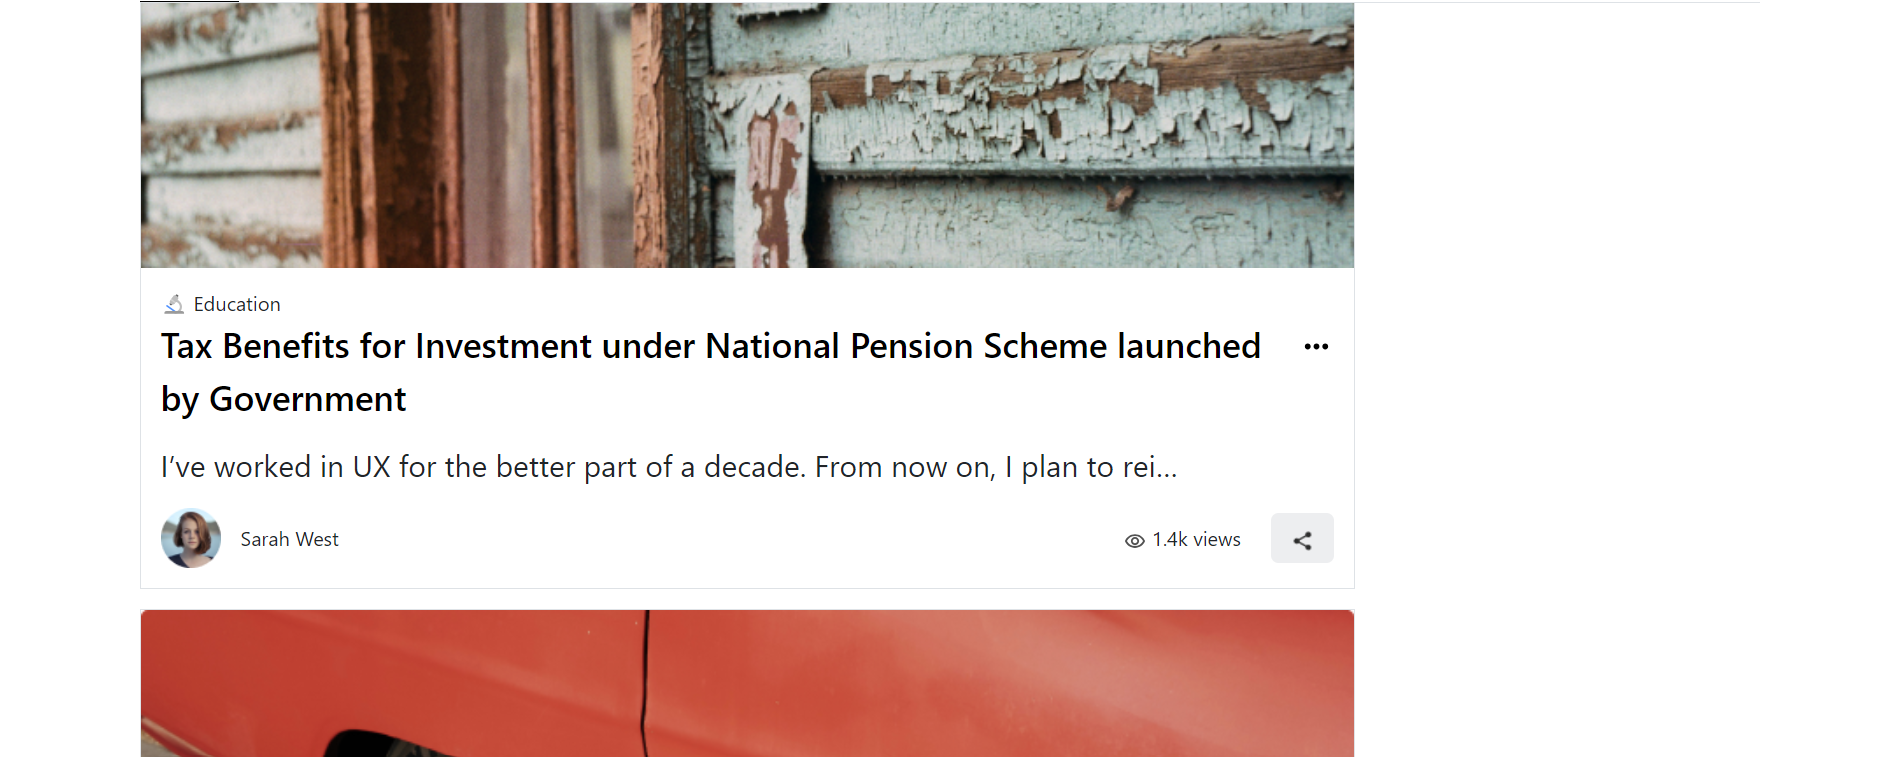 Education
Tax Benefits for Investment under National Pension Scheme launched
by Government
I’ve worked in UX for the better part of a decade. From now on, I plan to rei…
Sarah West
1.4k views